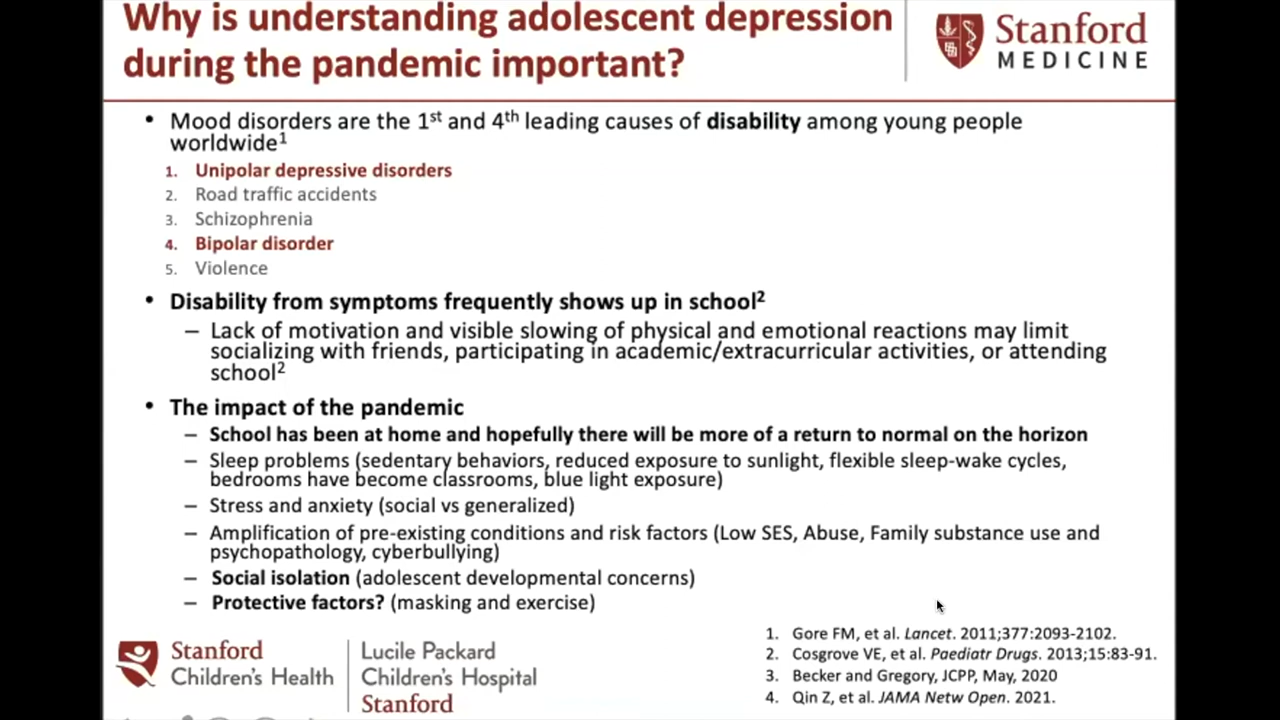 Why is understanding adolescent depression
during the pandemic important?
Stanford
MEDICINE
• Mood disorders are the 1st and 4th leading causes of disability among young people
worldwide1
1. Unipolar depressive disorders
2. Road traffic accidents
3. Schizophrenia
4. Bipolar disorder
5. Violence
• Disability from symptoms frequently shows up in school2
– Lack of motivation and visible slowing of physical and emotional reactions may limit
socializing with friends, participating in academic/extracurricular activities, or attending
school2
• The impact of the pandemic
– School has been at home and hopefully there will be more of a return to normal on the horizon
– Sleep problems (sedentary behaviors, reduced exposure to sunlight, flexible sleep-wake cycles,
bedrooms have become classrooms, blue light exposure)
– Stress and anxiety (social vs generalized)
– Amplification of pre-existing conditions and risk factors (Low SES, Abuse, Family substance use and
psychopathology, cyberbullying)
– Social isolation (adolescent developmental concerns)
– Protective factors? (masking and exercise)
Stanford
Children's Health
Lucile Packard
Children's Hospital
Stanford
1. Gore FM, et al. Lancet. 2011;377:2093-2102.
2. Cosgrove VE, et al. Paediatr Drugs. 2013;15:83-91.
3. Becker and Gregory, JCPP, May, 2020
4. Qin Z, et al. JAMA Netw Open. 2021.